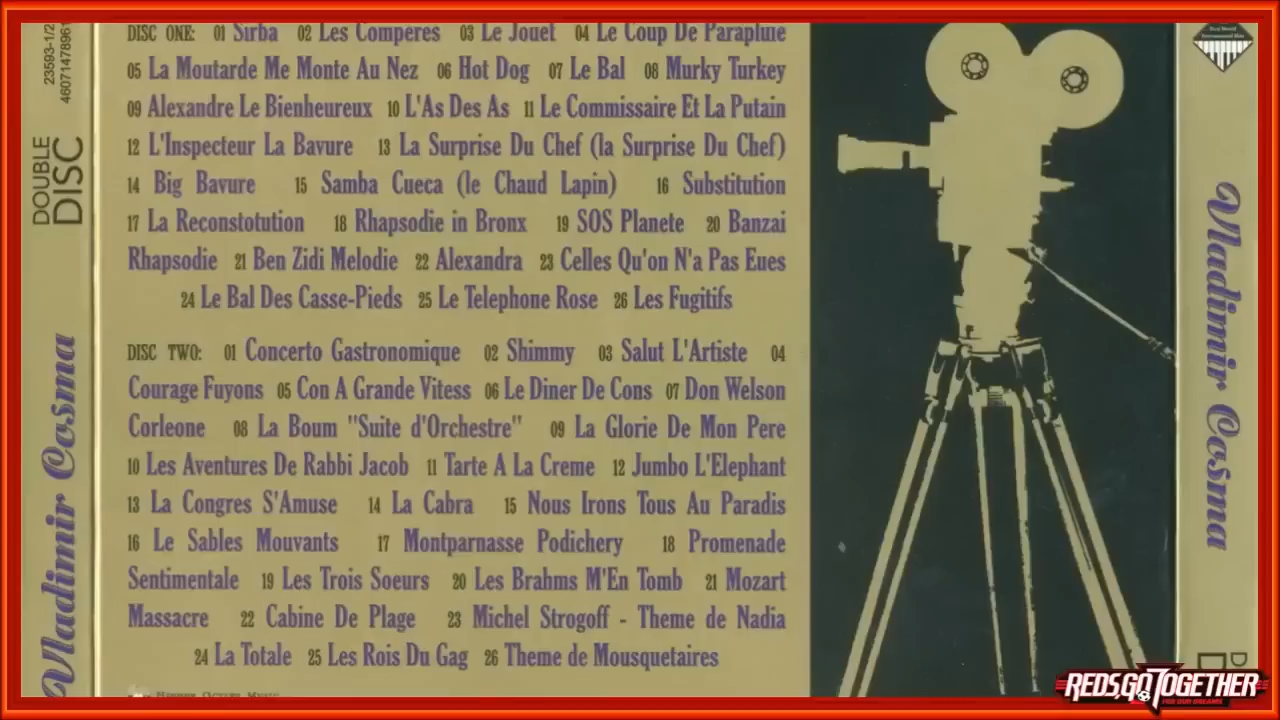 DISC ONE: 01 Sirba 02 Les Comperes 03 Le Jouet 04 Le Coup De Parapluie
05 La Moutarde Me Monte Au Nez 06 Hot Dog 07 Le Bal 08 Murky Turkey
09 Alexandre Le Bienheureux 10 L'As Des As 11 Le Commissaire Et La Putain
12 L'Inspecteur La Bavure 13 La Surprise Du Chef (la Surprise Du Chef)
14 Big Bavure 15 Samba Cueca (le Chaud Lapin) 16 Substitution
17 La Reconstotution 18 Rhapsodie in Bronx 19 SOS Planete 20 Banzai
Rhapsodie 21 Ben Zidi Melodie 22 Alexandra 23 Celles Qu'on N'a Pas Eues
24 Le Bal Des Casse-Pieds 25 Le Telephone Rose 26 Les Fugitifs
DISC TWO: 01 Concerto Gastronomique 02 Shimmy 03 Salut L'Artiste 04
Courage Fuyons 05 Con A Grande Vitess 06 Le Diner De Cons 07 Don Welson
Corleone 08 La Boum "Suite d'Orchestre" 09 La Glorie De Mon Pere
10 Les Aventures De Rabbi Jacob 11 Tarte A La Creme 12 Jumbo L'Elephant
13 La Congres S'Amuse 14 La Cabra 15 Nous Irons Tous Au Paradis
16 Le Sables Mouvants 17 Montparnasse Podichery 18 Promenade
Sentimentale 19 Les Trois Soeurs 20 Les Brahms M'En Tomb 21 Mozart
Massacre 22 Cabine De Plage 23 Michel Strogoff - Theme de Nadia
24 La Totale 25 Les Rois Du Gag 26 Theme de Mousquetaires
23593-1/2
4607147896
DOUBLE
DISC
Vladimir Cosma
Vladimir Cosma
D
D
REDS,GO TOGETHER
FOR OUR DREAMS